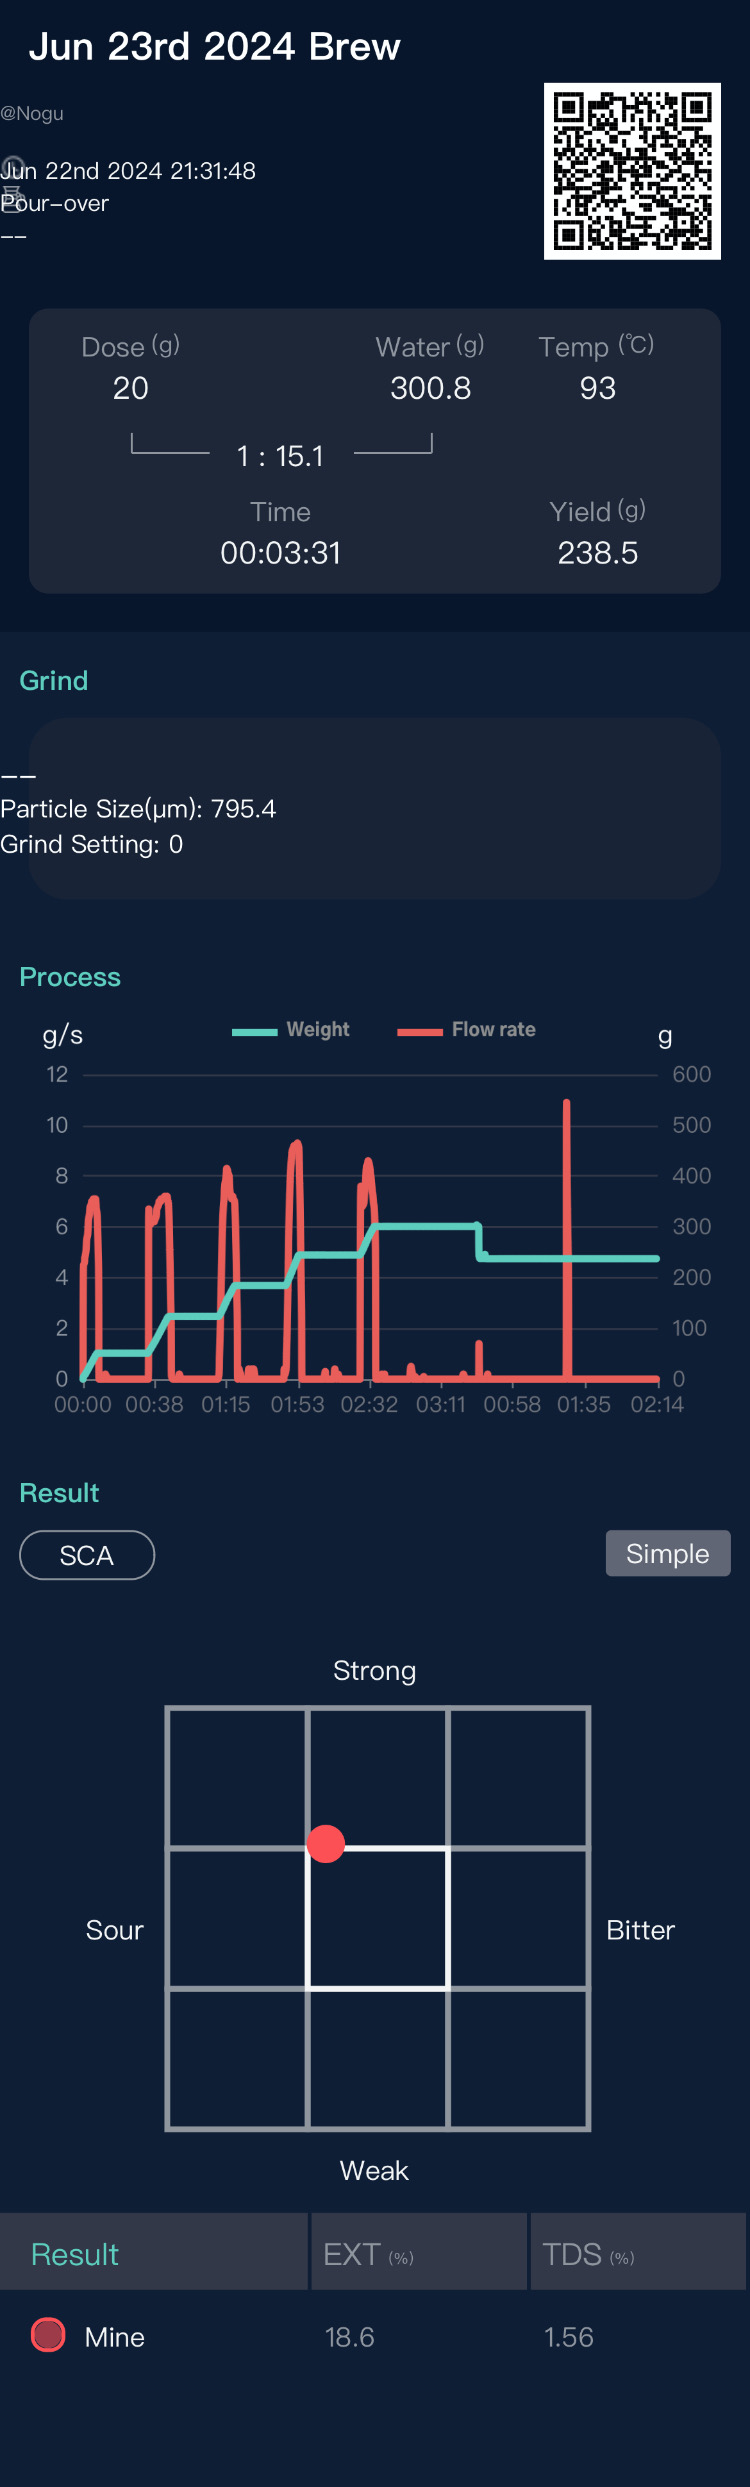 Jun 23rd 2024 Brew
@Nogu
Jun 22nd 2024 21:31:48
Pour-over
--
Dose (g) Water (g) Temp (℃)
20 300.8 93
1 : 15.1
Time Yield (g)
00:03:31 238.5
Grind
--
Particle Size(μm): 795.4
Grind Setting: 0
Process
g/s Weight Flow rate g
12 600
10 500
8 400
6 300
4 200
2 100
0 0
00:00 00:38 01:15 01:53 02:32 03:11 00:58 01:35 02:14
Result
SCA Simple
Strong
Sour Bitter
Weak
Result EXT (%) TDS (%)
Mine 18.6 1.56